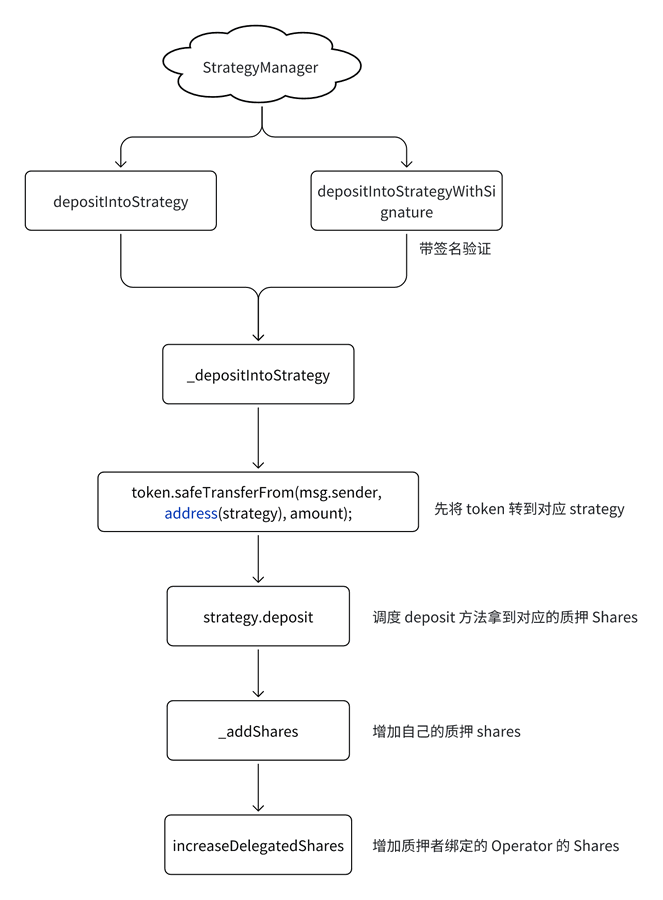 StrategyManager
depositIntoStrategy
depositIntoStrategyWithSi
gnature
带签名验证
_depositIntoStrategy
token.safeTransferFrom(msg.sender,
address(strategy), amount);
先将 token 转到对应 strategy
strategy.deposit
调度 deposit 方法拿到对应的质押 Shares
_addShares
增加自己的质押 shares
increaseDelegatedShares
增加质押者绑定的 Operator 的 Shares